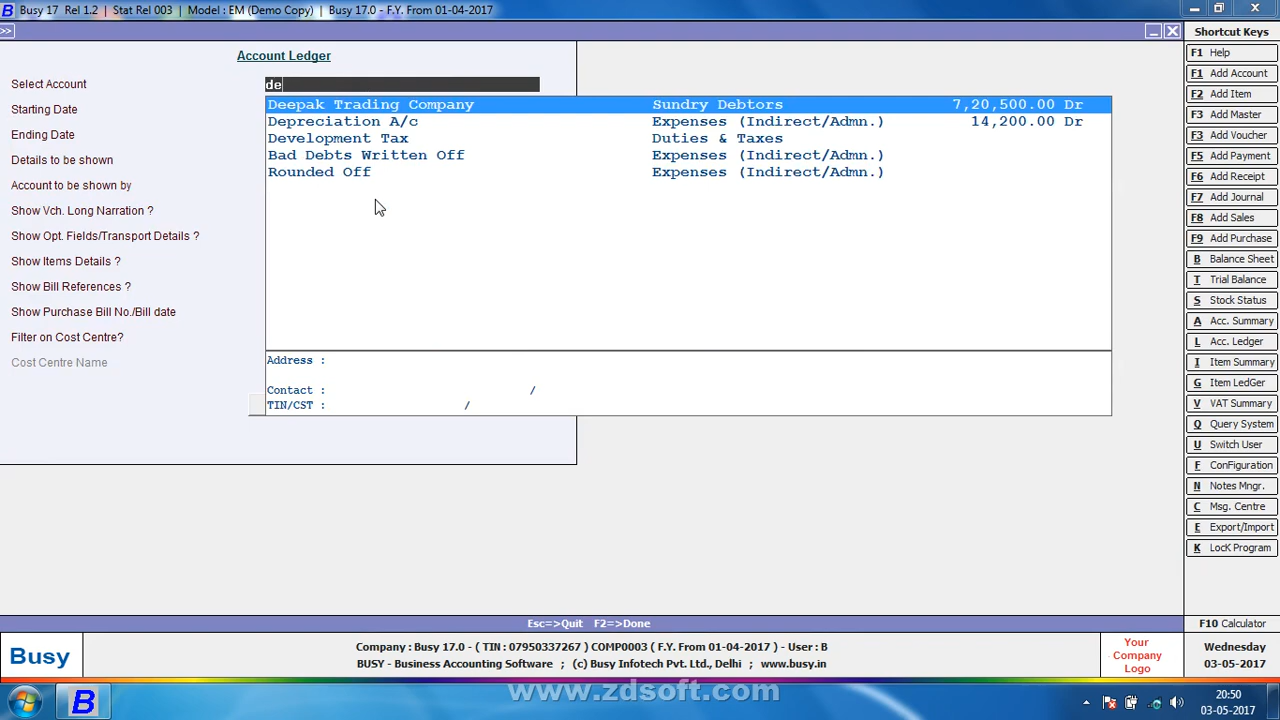 Busy 17 Rel 1.2 | Stat Rel 003 | Model : EM (Demo Copy) | Busy 17.0 - F.Y. From 01-04-2017
>>
Shortcut Keys
Account Ledger
Select Account
de
Starting Date
Ending Date
Details to be shown
Account to be shown by
Show Vch. Long Narration ?
Show Opt. Fields/Transport Details ?
Show Items Details ?
Show Bill References ?
Show Purchase Bill No./Bill date
Filter on Cost Centre?
Cost Centre Name
Deepak Trading Company Sundry Debtors 7,20,500.00 Dr
Depreciation A/c Expenses (Indirect/Admn.) 14,200.00 Dr
Development Tax Duties & Taxes
Bad Debts Written Off Expenses (Indirect/Admn.)
Rounded Off Expenses (Indirect/Admn.)
Address :
Contact : /
TIN/CST : /
F1 Help
F1 Add Account
F2 Add Item
F3 Add Master
F3 Add Voucher
F5 Add Payment
F6 Add Receipt
F7 Add Journal
F8 Add Sales
F9 Add Purchase
B Balance Sheet
T Trial Balance
S Stock Status
A Acc. Summary
L Acc. Ledger
I Item Summary
G Item LedGer
V VAT Summary
Q Query System
U Switch User
F ConFiguration
N Notes Mngr.
C Msg. Centre
E Export/Import
K LocK Program
Esc=>Quit F2=>Done
F10 Calculator
Busy
Company : Busy 17.0 - ( TIN : 07950337267 ) COMP0003 ( F.Y. From 01-04-2017 ) - User : B
BUSY - Business Accounting Software ; (c) Busy Infotech Pvt. Ltd., Delhi ; www.busy.in
Your
Company
Logo
Wednesday
03-05-2017
www.zdsoft.com
B
20:50
03-05-2017